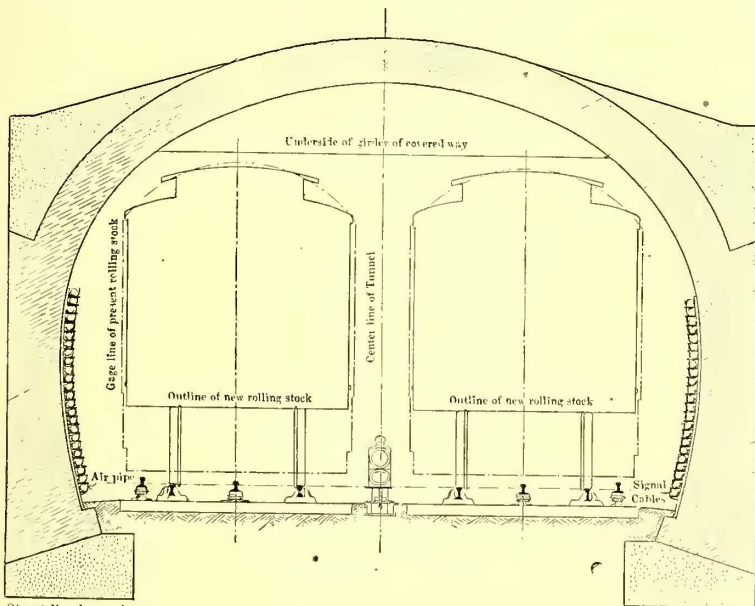 Underside of girder of covered way
Gage line of present rolling stock
Center line of Tunnel
Outline of new rolling stock
Outline of new rolling stock
Air pipe
Signal
Cables